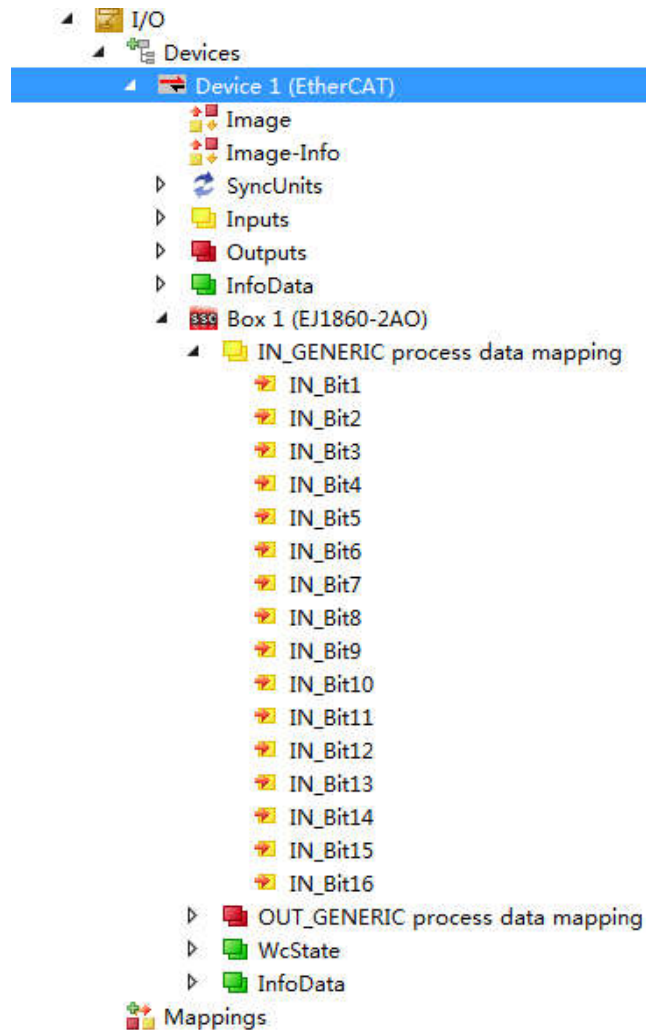 I/O
Devices
Device 1 (EtherCAT)
Image
Image-Info
SyncUnits
Inputs
Outputs
InfoData
SSC Box 1 (EJ1860-2AO)
IN_GENERIC process data mapping
IN_Bit1
IN_Bit2
IN_Bit3
IN_Bit4
IN_Bit5
IN_Bit6
IN_Bit7
IN_Bit8
IN_Bit9
IN_Bit10
IN_Bit11
IN_Bit12
IN_Bit13
IN_Bit14
IN_Bit15
IN_Bit16
OUT_GENERIC process data mapping
WcState
InfoData
Mappings